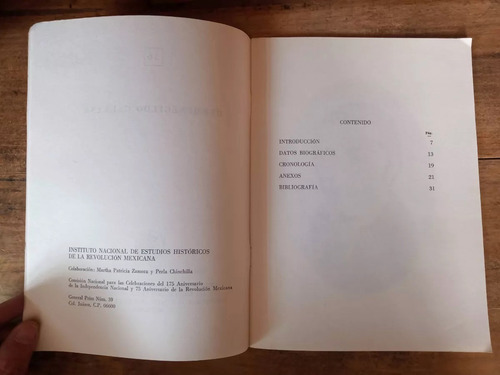 INSTITUTO NACIONAL DE ESTUDIOS HISTÓRICOS
DE LA REVOLUCIÓN MEXICANA
Colaboración: Martha Patricia Zamora y Perla Chinchilla
Comisión Nacional para las Celebraciones del 175 Aniversario
de la Independencia Nacional y 75 Aniversario de la Revolución Mexicana
General Prim Núm. 39
Col. Juárez, C.P. 06600
CONTENIDO
Pág.
INTRODUCCIÓN 7
DATOS BIOGRÁFICOS 13
CRONOLOGÍA 19
ANEXOS 21
BIBLIOGRAFÍA 31